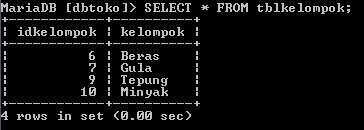 MariaDB [dbtoko]> SELECT * FROM tblkelompok;
+------------+----------+
| idkelompok | kelompok |
+------------+----------+
|          6 | Beras    |
|          7 | Gula     |
|          9 | Tepung   |
|         10 | Minyak   |
+------------+----------+
4 rows in set (0.00 sec)